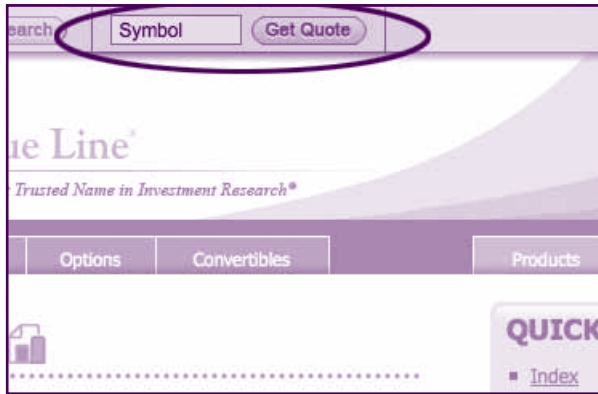 earch Symbol Get Quote
ue Line®
Trusted Name in Investment Research®
Options Convertibles Products
QUICK
Index